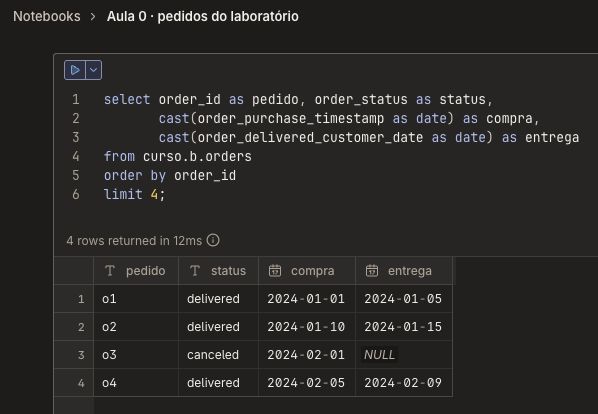 Notebooks > Aula 0 · pedidos do laboratório
1 select order_id as pedido, order_status as status,
2 cast(order_purchase_timestamp as date) as compra,
3 cast(order_delivered_customer_date as date) as entrega
4 from curso.b.orders
5 order by order_id
6 limit 4;
4 rows returned in 12ms
pedido status compra entrega
1 o1 delivered 2024-01-01 2024-01-05
2 o2 delivered 2024-01-10 2024-01-15
3 o3 canceled 2024-02-01 NULL
4 o4 delivered 2024-02-05 2024-02-09